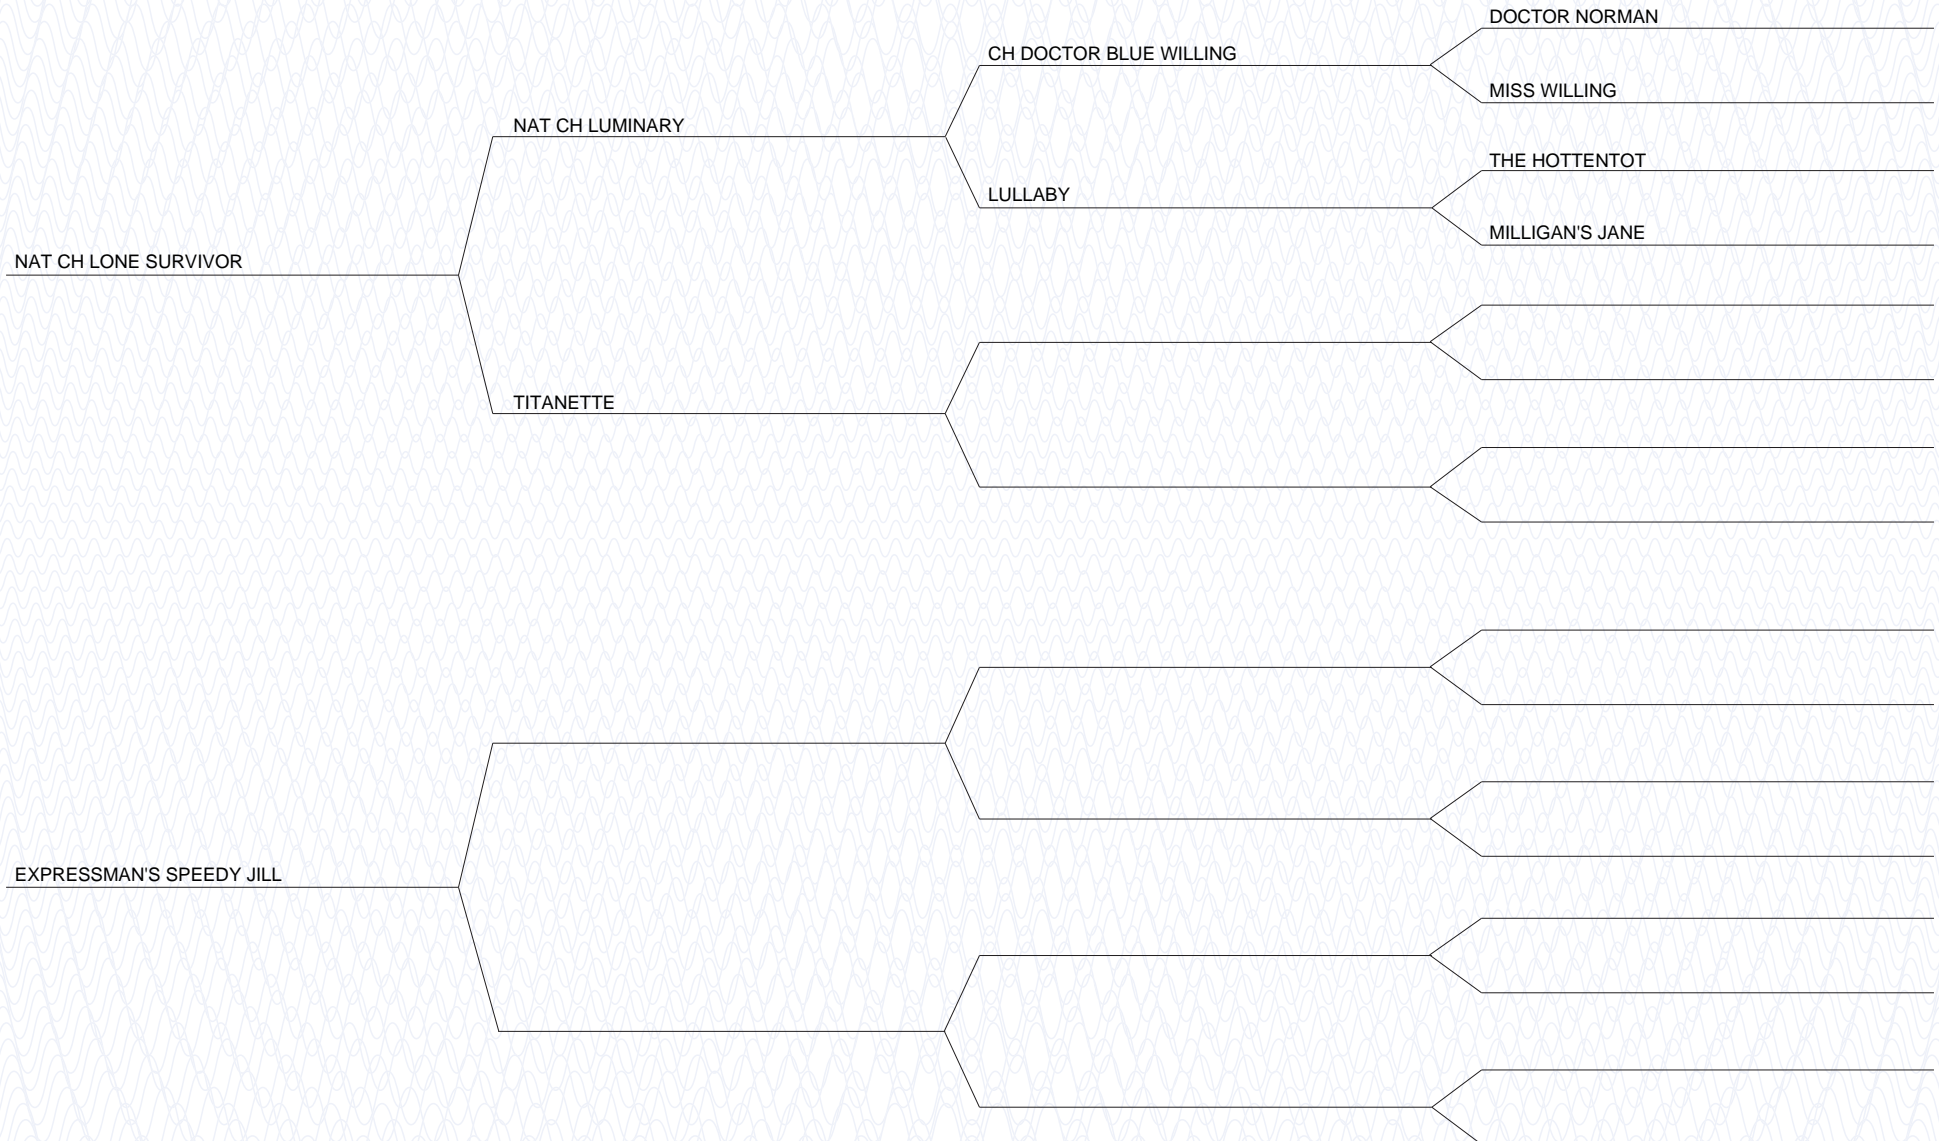 DOCTOR NORMAN
CH DOCTOR BLUE WILLING
MISS WILLING
NAT CH LUMINARY
THE HOTTENTOT
LULLABY
MILLIGAN'S JANE
NAT CH LONE SURVIVOR
TITANETTE
EXPRESSMAN'S SPEEDY JILL